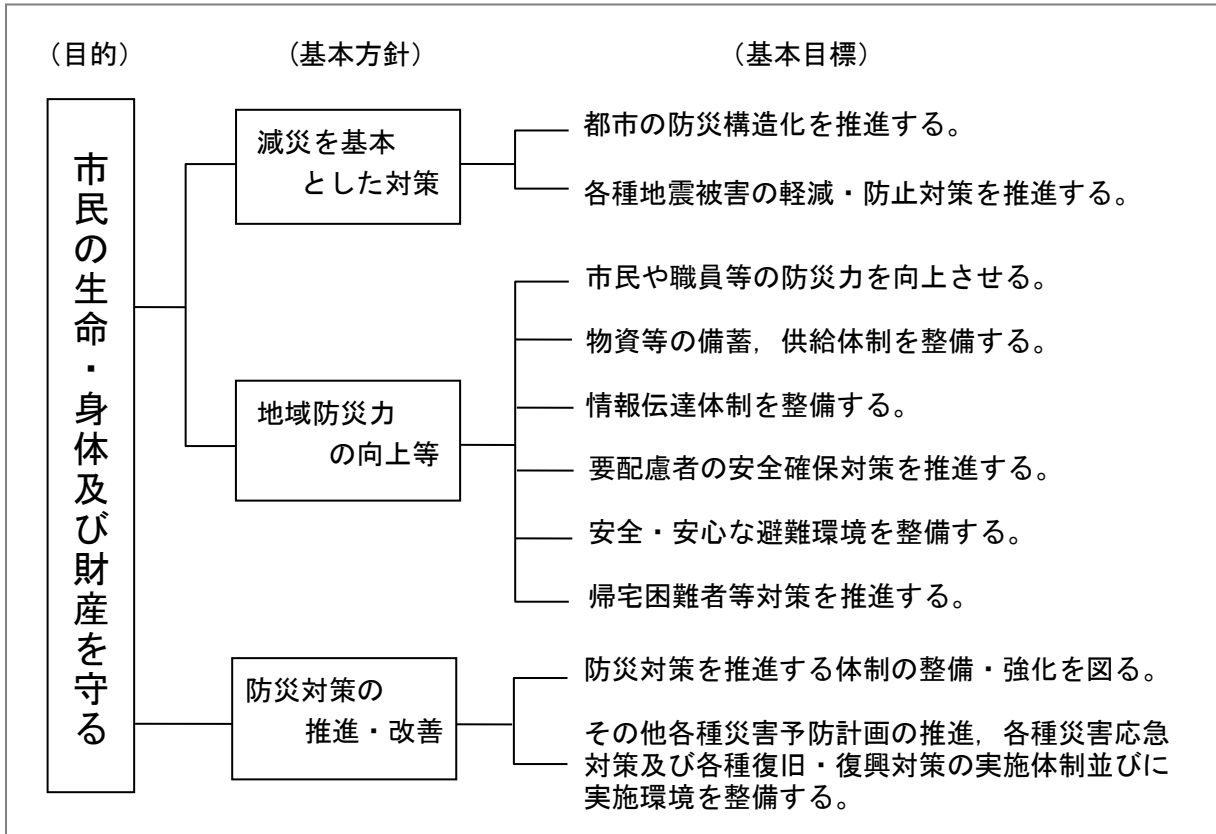 （目的）
（基本方針）
（基本目標）
市民の生命・身体及び財産を守る
減災を基本
とした対策
都市の防災構造化を推進する。
各種地震被害の軽減・防止対策を推進する。
地域防災力
の向上等
市民や職員等の防災力を向上させる。
物資等の備蓄，供給体制を整備する。
情報伝達体制を整備する。
要配慮者の安全確保対策を推進する。
安全・安心な避難環境を整備する。
帰宅困難者等対策を推進する。
防災対策の
推進・改善
防災対策を推進する体制の整備・強化を図る。
その他各種災害予防計画の推進，各種災害応急
対策及び各種復旧・復興対策の実施体制並びに
実施環境を整備する。